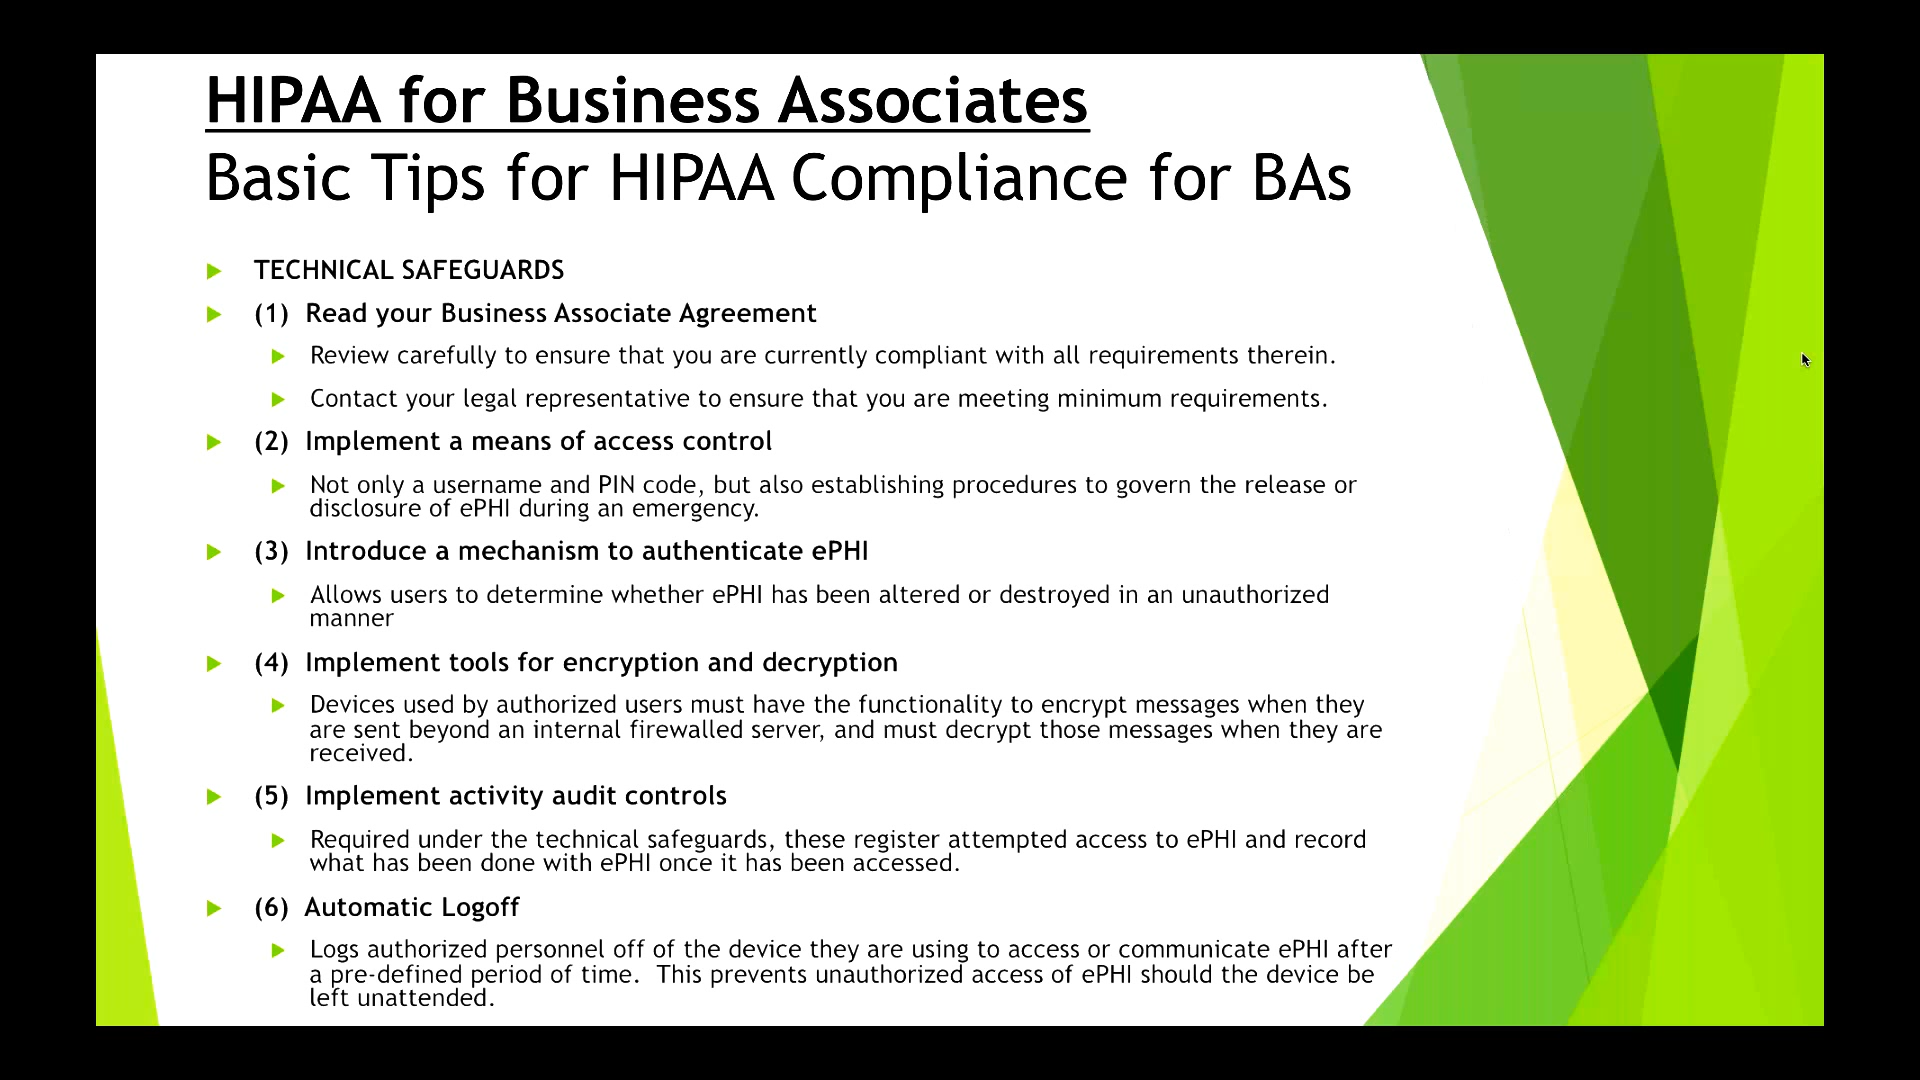 HIPAA for Business Associates
Basic Tips for HIPAA Compliance for BAs
TECHNICAL SAFEGUARDS
(1) Read your Business Associate Agreement
Review carefully to ensure that you are currently compliant with all requirements therein.
Contact your legal representative to ensure that you are meeting minimum requirements.
(2) Implement a means of access control
Not only a username and PIN code, but also establishing procedures to govern the release or
disclosure of ePHI during an emergency.
(3) Introduce a mechanism to authenticate ePHI
Allows users to determine whether ePHI has been altered or destroyed in an unauthorized
manner
(4) Implement tools for encryption and decryption
Devices used by authorized users must have the functionality to encrypt messages when they
are sent beyond an internal firewalled server, and must decrypt those messages when they are
received.
(5) Implement activity audit controls
Required under the technical safeguards, these register attempted access to ePHI and record
what has been done with ePHI once it has been accessed.
(6) Automatic Logoff
Logs authorized personnel off of the device they are using to access or communicate ePHI after
a pre-defined period of time. This prevents unauthorized access of ePHI should the device be
left unattended.